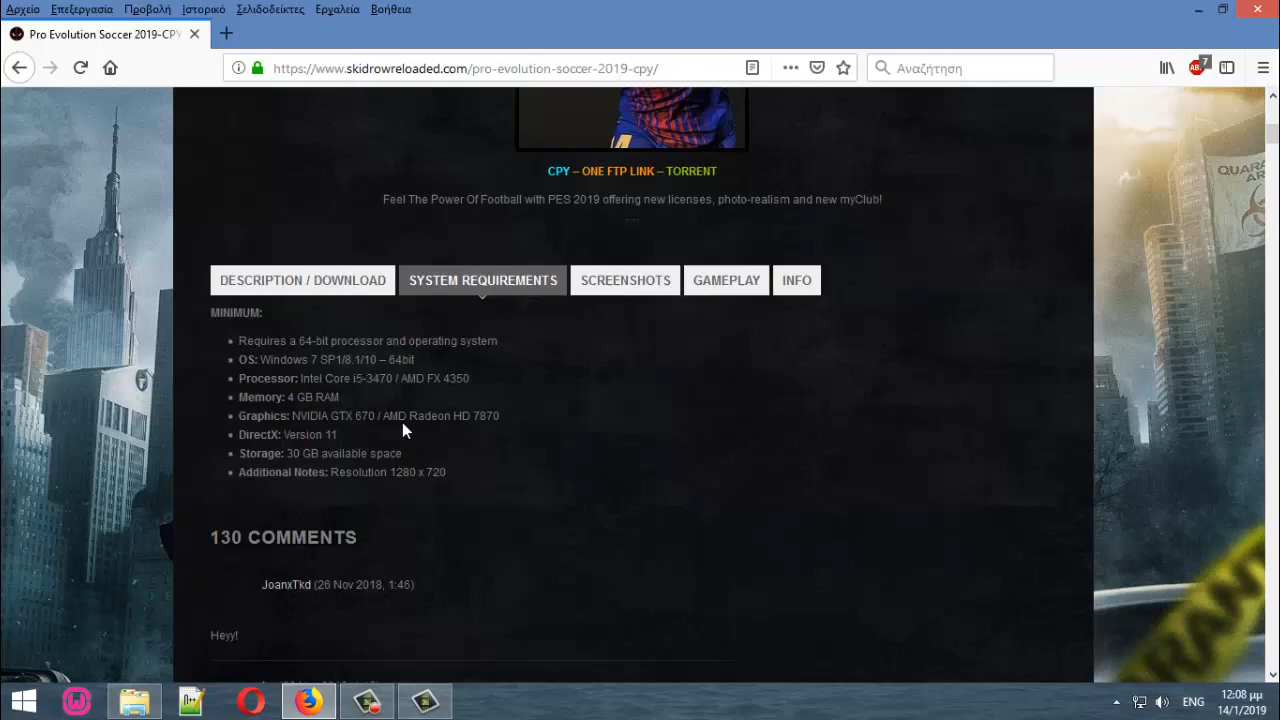 Αρχείο Επεξεργασία Προβολή Ιστορικό Σελιδοδείκτες Εργαλεία Βοήθεια
Pro Evolution Soccer 2019-CPY
https://www.skidrowreloaded.com/pro-evolution-soccer-2019-cpy/
Αναζήτηση
ABP
7
QUARA
AR
CPY – ONE FTP LINK – TORRENT
Feel The Power Of Football with PES 2019 offering new licenses, photo-realism and new myClub!
....
DESCRIPTION / DOWNLOAD SYSTEM REQUIREMENTS SCREENSHOTS GAMEPLAY INFO
MINIMUM:
Requires a 64-bit processor and operating system
OS: Windows 7 SP1/8.1/10 – 64bit
Processor: Intel Core i5-3470 / AMD FX 4350
Memory: 4 GB RAM
Graphics: NVIDIA GTX 670 / AMD Radeon HD 7870
DirectX: Version 11
Storage: 30 GB available space
Additional Notes: Resolution 1280 x 720
130 COMMENTS
JoanxTkd (26 Nov 2018, 1:46)
Heyy!
ENG
12:08 μμ
14/1/2019